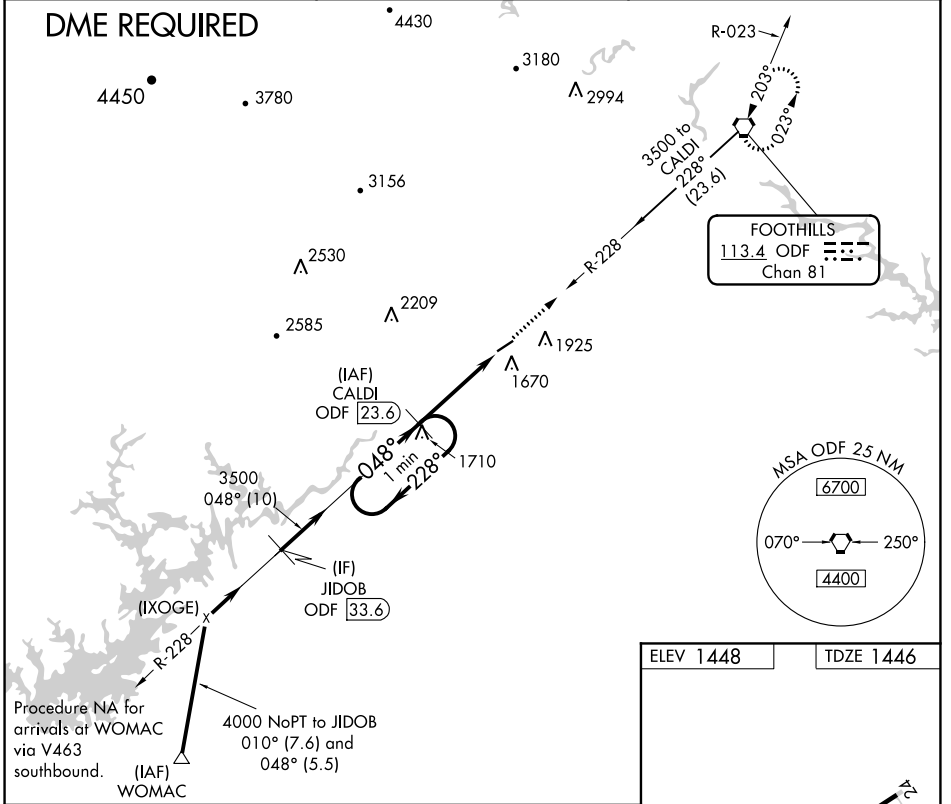 DME REQUIRED
4430
R-023
3180
4450
3780
2994
203°
023°
3500 to
CALDI
228°
(23.6)
3156
FOOTHILLS
113.4 ODF
Chan 81
R-228
2530
2209
2585
1925
1670
(IAF)
CALDI
ODF 23.6
048°
1 min
228°
1710
3500
048° (10)
MSA ODF 25 NM
6700
070°
250°
4400
(IF)
JIDOB
ODF 33.6
(IXOGE)
R-228
Procedure NA for
arrivals at WOMAC
via V463
southbound.
4000 NoPT to JIDOB
010° (7.6) and
048° (5.5)
(IAF)
WOMAC
ELEV 1448
TDZE 1446
24